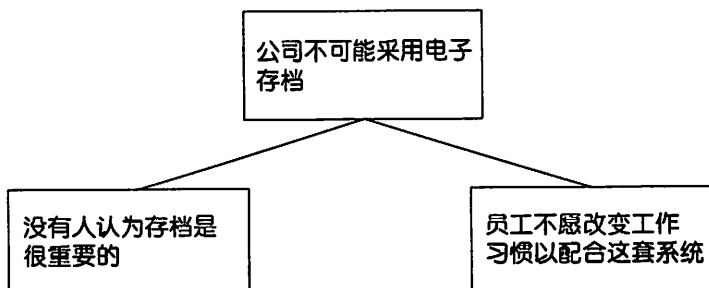 公司不可能采用电子
存档
没有人认为存档是
很重要的
员工不愿改变工作
习惯以配合这套系统